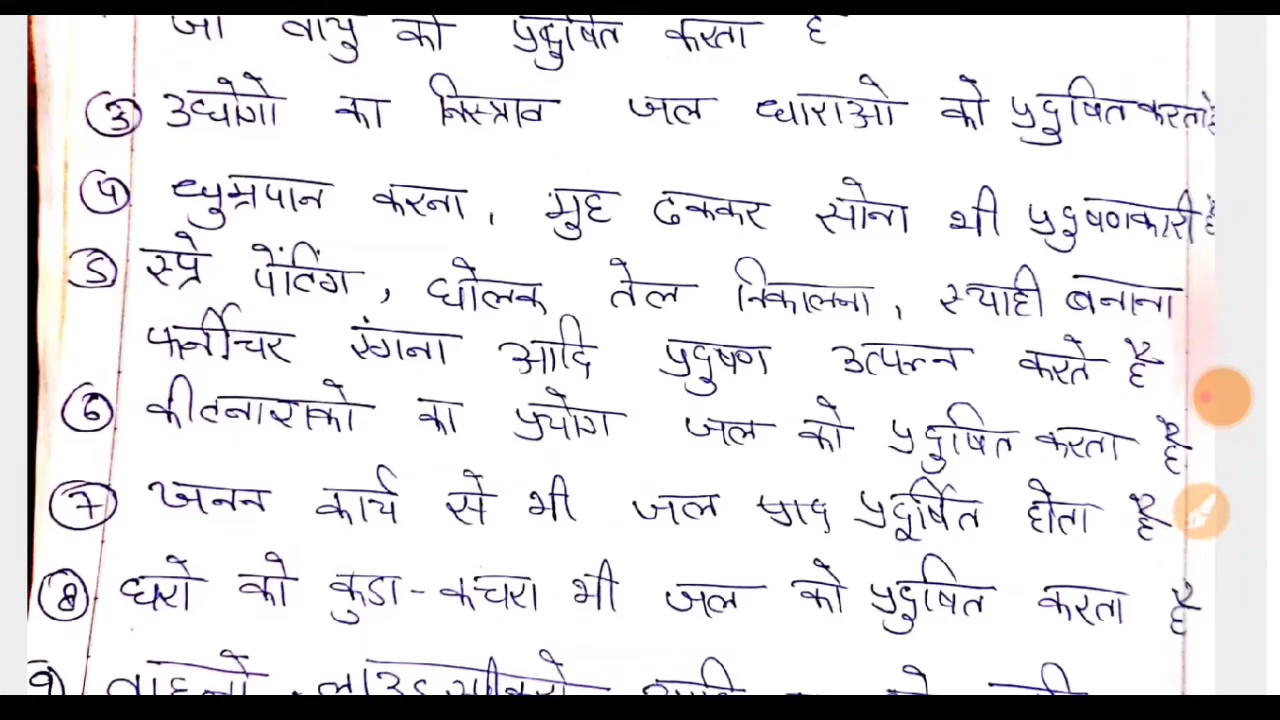 जो वायु को प्रदुषित करता है
③ उद्योगो का निस्त्राव जल धाराओ को प्रदुषित करता है
④ ध्रुम्रपान करना, मुह ढककर सोना भी प्रदुषणकारी है
⑤ स्प्रे पेंटिंग, घोलक तेल निकालना, स्याही बनाना
फर्नीचर रंगना आदि प्रदुषण उत्पन्न करते है
⑥ कीटनाशको का प्रयोग जल को प्रदुषित करता है
⑦ खनन कार्य से भी जल प्रदूर्षित होता है
⑧ घरो को कुडा-कचरा भी जल को प्रदुषित करता है